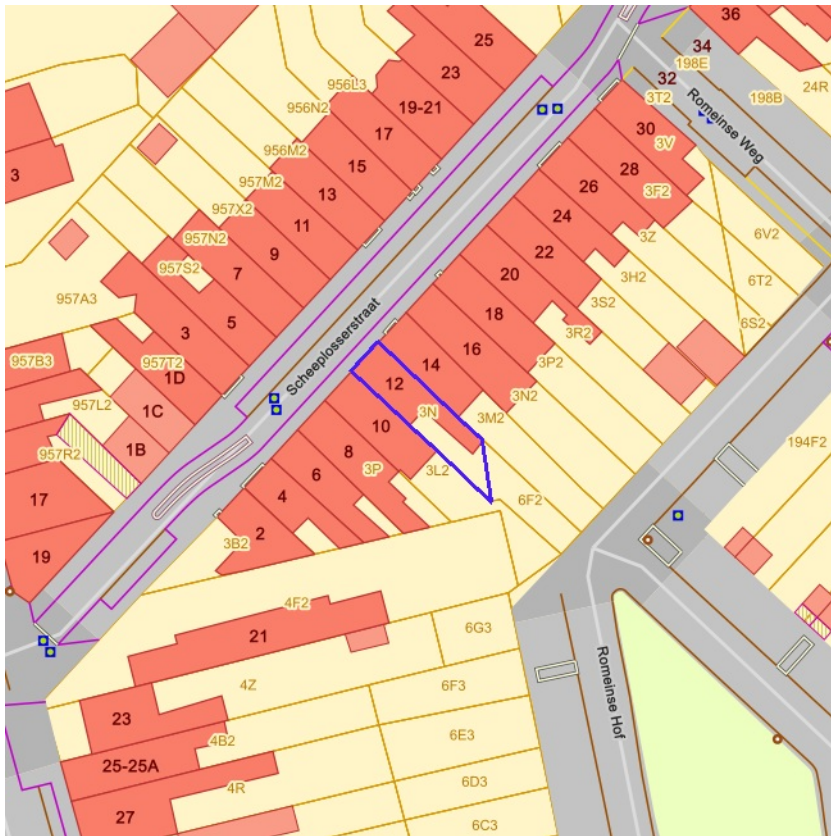 36
25
34
198E
23
32
956L3
24R
3T2
198B
19-21
956N2
Romeinse Weg
17
30
3V
956M2
15
28
3
957M2
13
26
3F2
957X2
11
24
3Z
6V2
957N2
9
22
957S2
7
20
3H2
6T2
957A3
3S2
5
18
6S2
3
Scheeplosserstraat
3R2
957B3
957T2
14
16
3P2
1D
12
3N2
957L2
1C
3N
3M2
10
194F2
1B
957R2
8
3L2
3P
6
17
4
6F2
2
3B2
19
4F2
21
6G3
4Z
6F3
23
Romeinse Hof
4B2
6E3
25-25A
4R
6D3
27
6C3